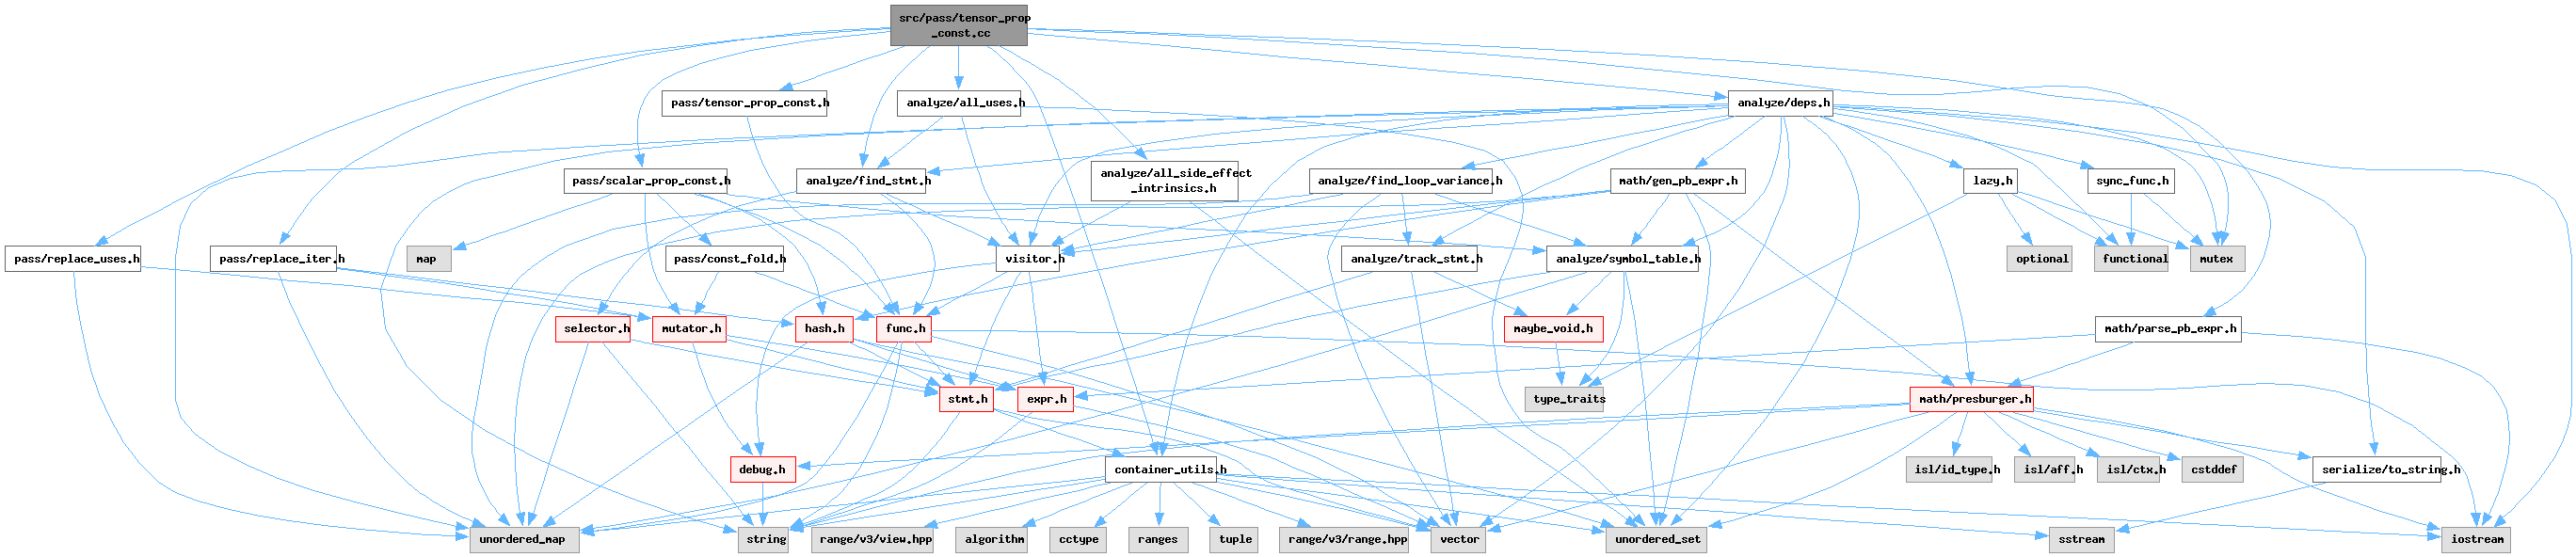 src/pass/tensor_prop
_const.cc
pass/tensor_prop_const.h
analyze/all_uses.h
analyze/deps.h
pass/scalar_prop_const.h
analyze/find_stmt.h
analyze/all_side_effect
_intrinsics.h
analyze/find_loop_variance.h
math/gen_pb_expr.h
lazy.h
sync_func.h
pass/replace_uses.h
pass/replace_iter.h
map
pass/const_fold.h
visitor.h
analyze/track_stmt.h
analyze/symbol_table.h
optional
functional
mutex
selector.h
mutator.h
hash.h
func.h
maybe_void.h
math/parse_pb_expr.h
stmt.h
expr.h
type_traits
math/presburger.h
debug.h
container_utils.h
isl/id_type.h
isl/aff.h
isl/ctx.h
cstddef
serialize/to_string.h
unordered_map
string
range/v3/view.hpp
algorithm
cctype
ranges
tuple
range/v3/range.hpp
vector
unordered_set
sstream
iostream